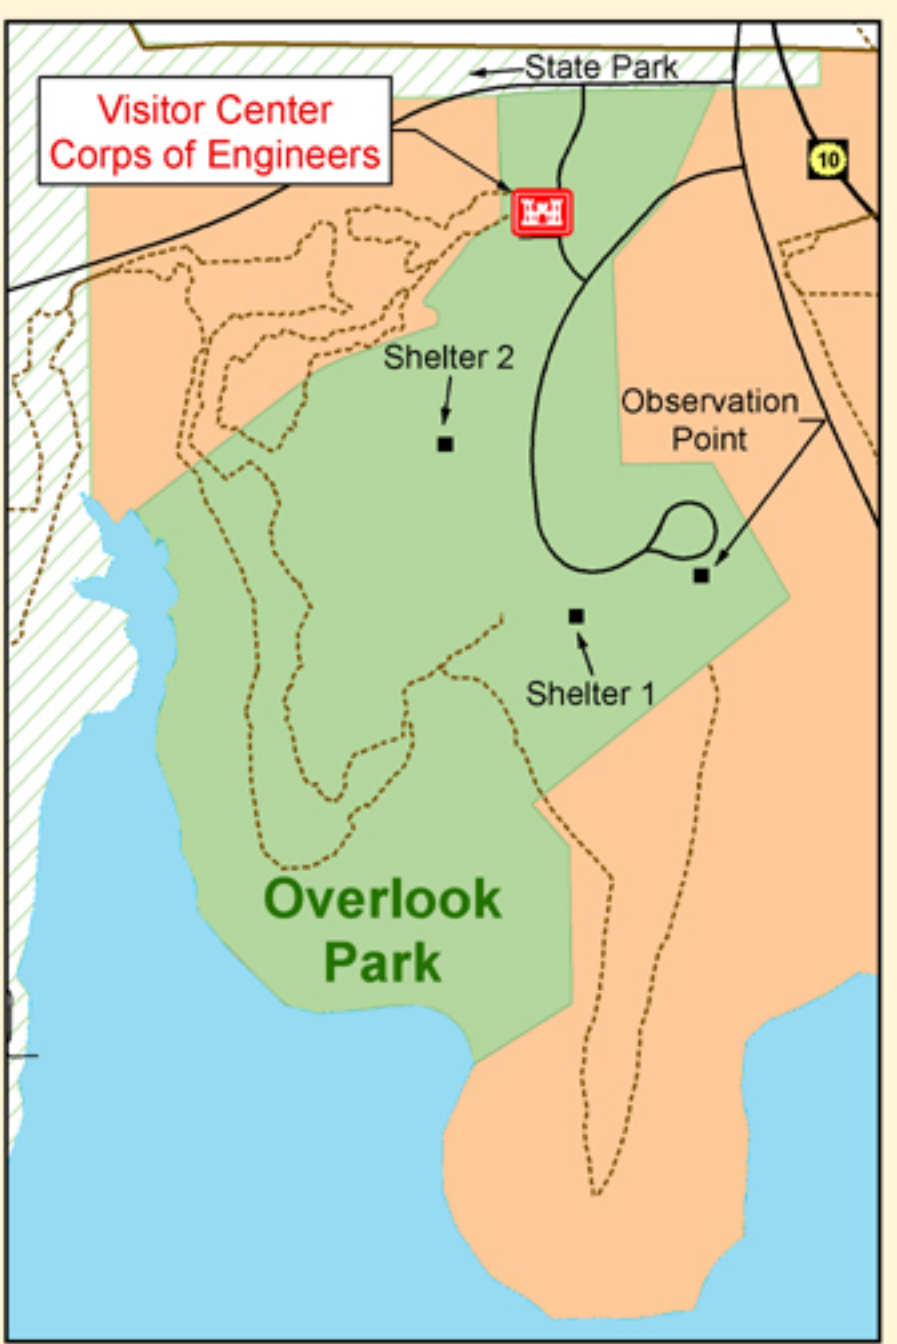 State Park
Visitor Center
Corps of Engineers
10
Shelter 2
Observation
Point
Shelter 1
Overlook
Park